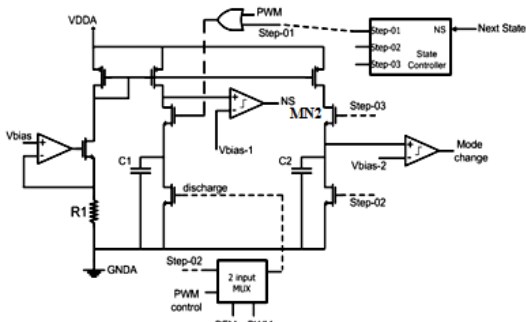 PWM
VDDA
Step-01
Step-01
NS
Next State
Step-02
State
Step-03
Controller
NS
MN2
Step-03
Vbias
Vbias-1
C1
C2
Vbias-2
Mode
change
R1
discharge
Step-02
Step-02
2 input
MUX
PWM
control
GNDA